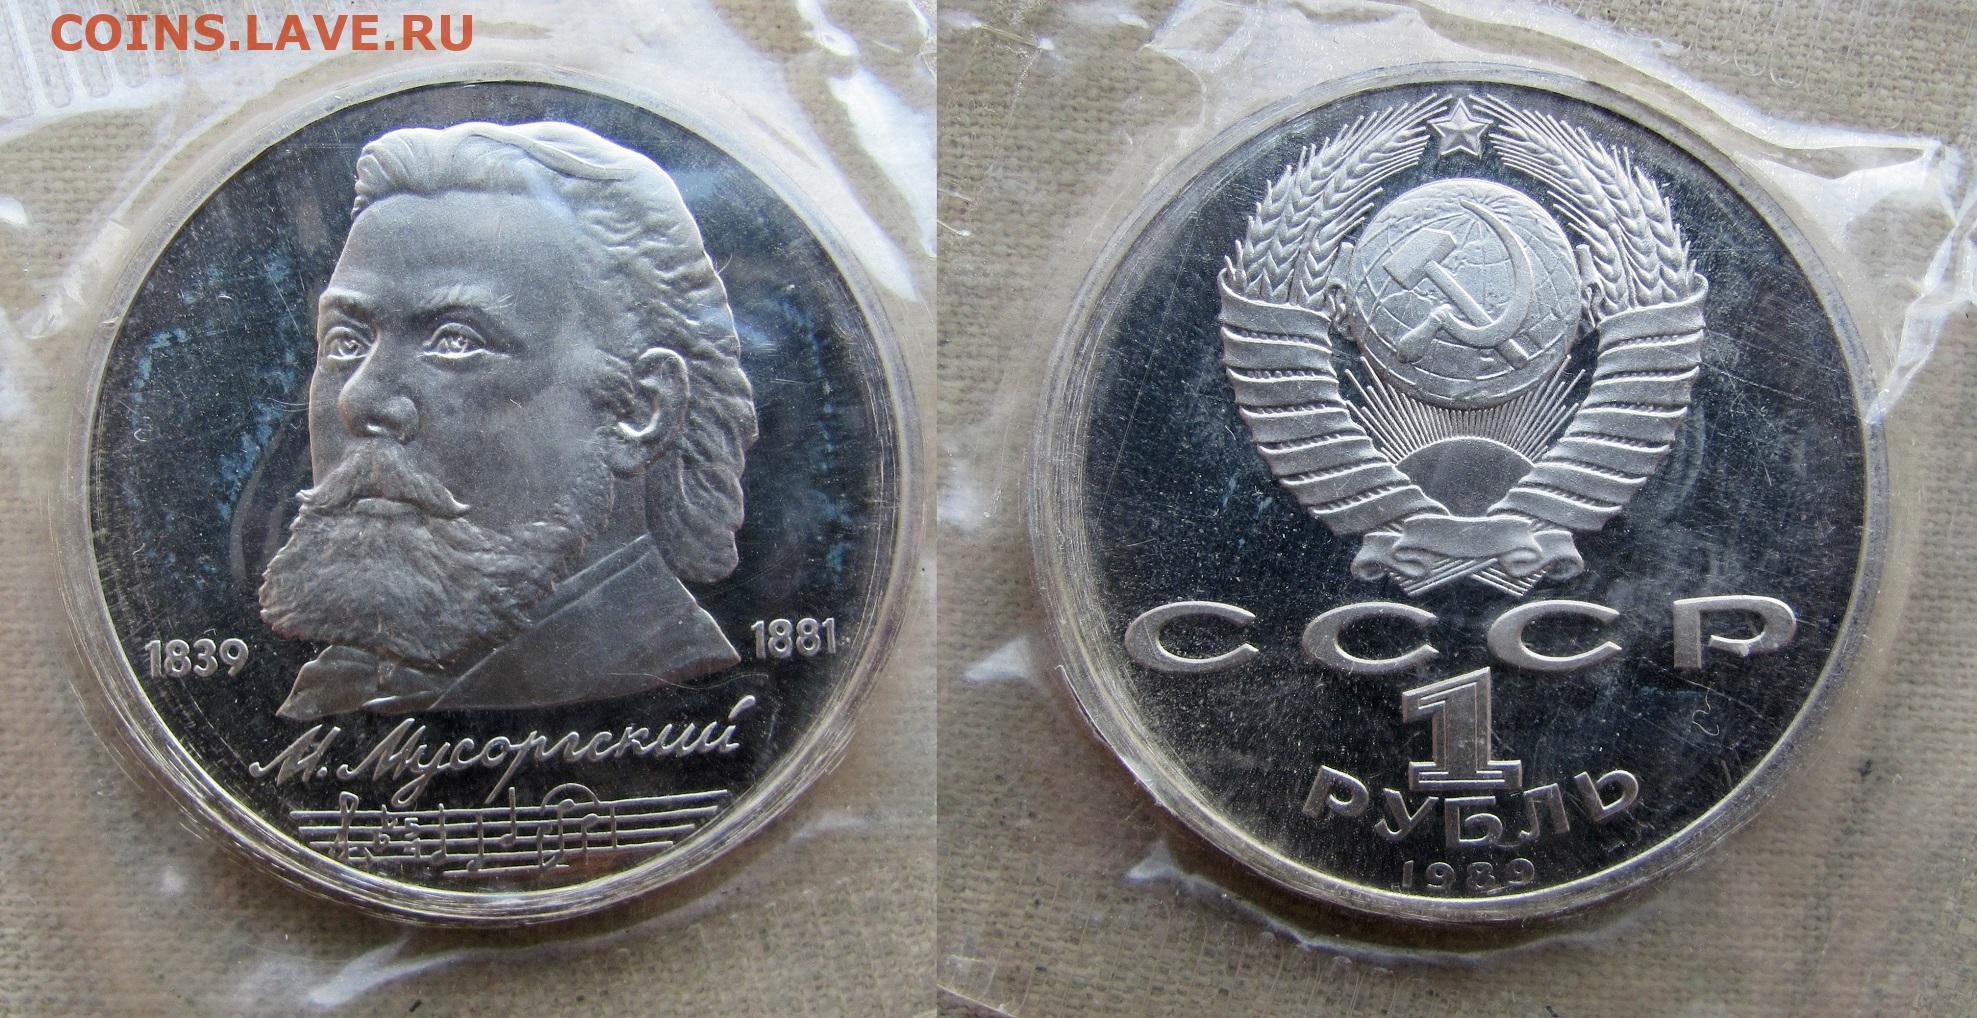 COINS.LAVE.RU
1839
1881
М. Мусоргский
СССР
1
РУБЛЬ
1989